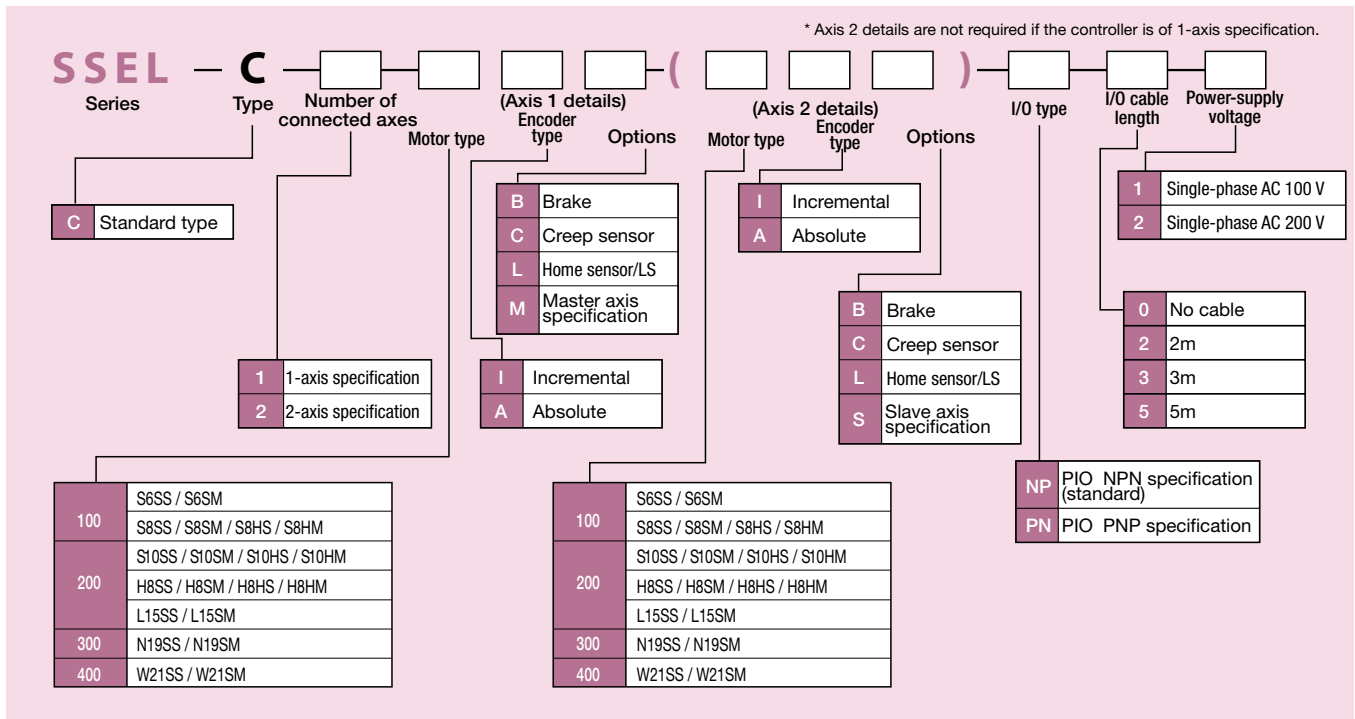 * Axis 2 details are not required if the controller is of 1-axis specification.
SSEL — C — — — ( ) — — —
Series
Type
Number of
connected axes
(Axis 1 details)
Motor type
Encoder
type
Options
(Axis 2 details)
Motor type
Encoder
type
Options
I/O type
I/O cable
length
Power-supply
voltage
C Standard type
1 1-axis specification
2 2-axis specification
B Brake
C Creep sensor
L Home sensor/LS
M Master axis
specification
I Incremental
A Absolute
I Incremental
A Absolute
B Brake
C Creep sensor
L Home sensor/LS
S Slave axis
specification
1 Single-phase AC 100 V
2 Single-phase AC 200 V
0 No cable
2 2m
3 3m
5 5m
NP PIO NPN specification
(standard)
PN PIO PNP specification
100 S6SS / S6SM
S8SS / S8SM / S8HS / S8HM
200 S10SS / S10SM / S10HS / S10HM
H8SS / H8SM / H8HS / H8HM
L15SS / L15SM
300 N19SS / N19SM
400 W21SS / W21SM
100 S6SS / S6SM
S8SS / S8SM / S8HS / S8HM
200 S10SS / S10SM / S10HS / S10HM
H8SS / H8SM / H8HS / H8HM
L15SS / L15SM
300 N19SS / N19SM
400 W21SS / W21SM